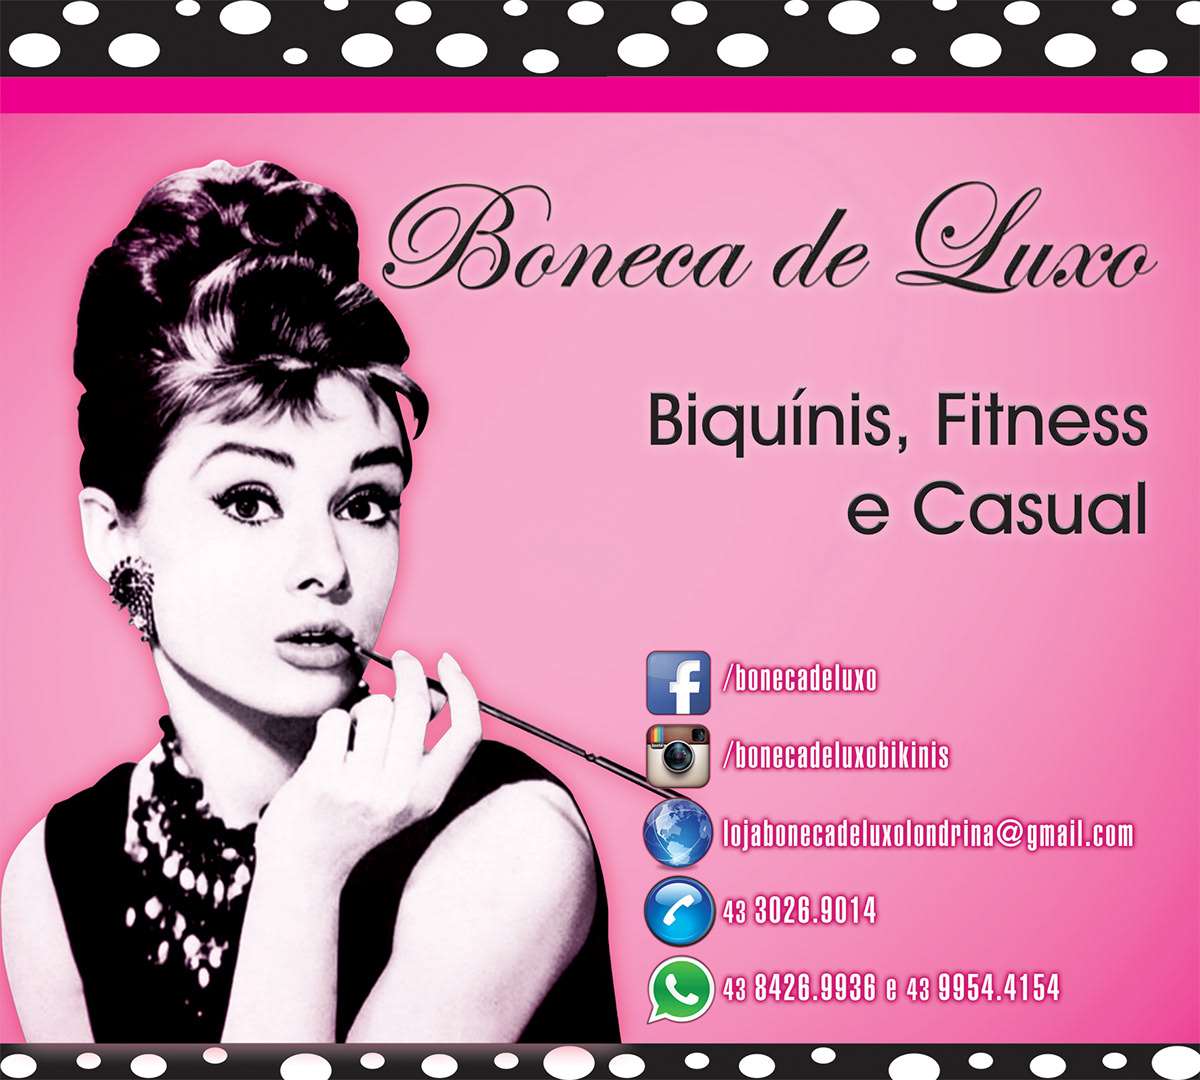 Boneca de Luxo
Biquínis, Fitness
e Casual
/bonecadeluxo
/bonecadeluxobikinis
lojabonecadeluxolondrina@gmail.com
43 3026.9014
43 8426.9936 e 43 9954.4154